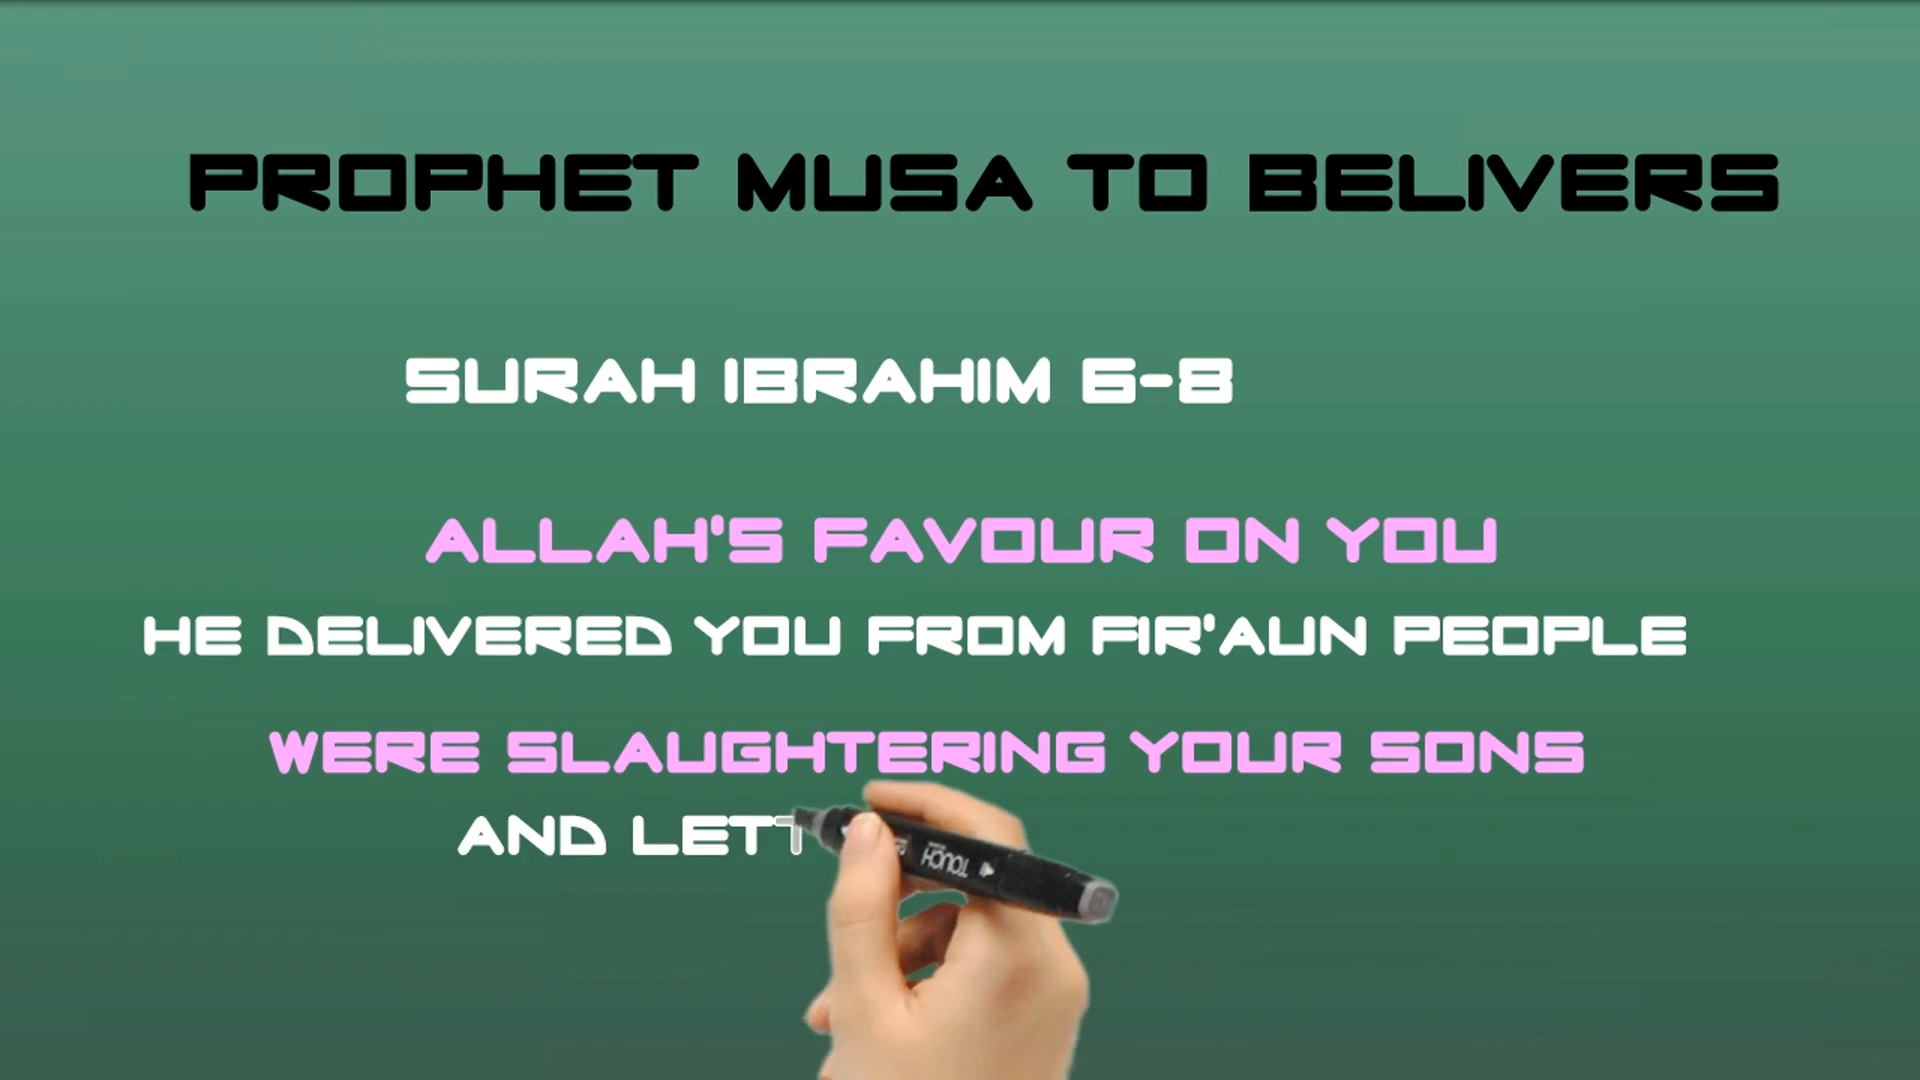 PROPHET MUSA TO BELIVERS
SURAH IBRAHIM 6-8
ALLAH'S FAVOUR ON YOU
HE DELIVERED YOU FROM FIR'AUN PEOPLE
WERE SLAUGHTERING YOUR SONS
AND LETT
TOUCH